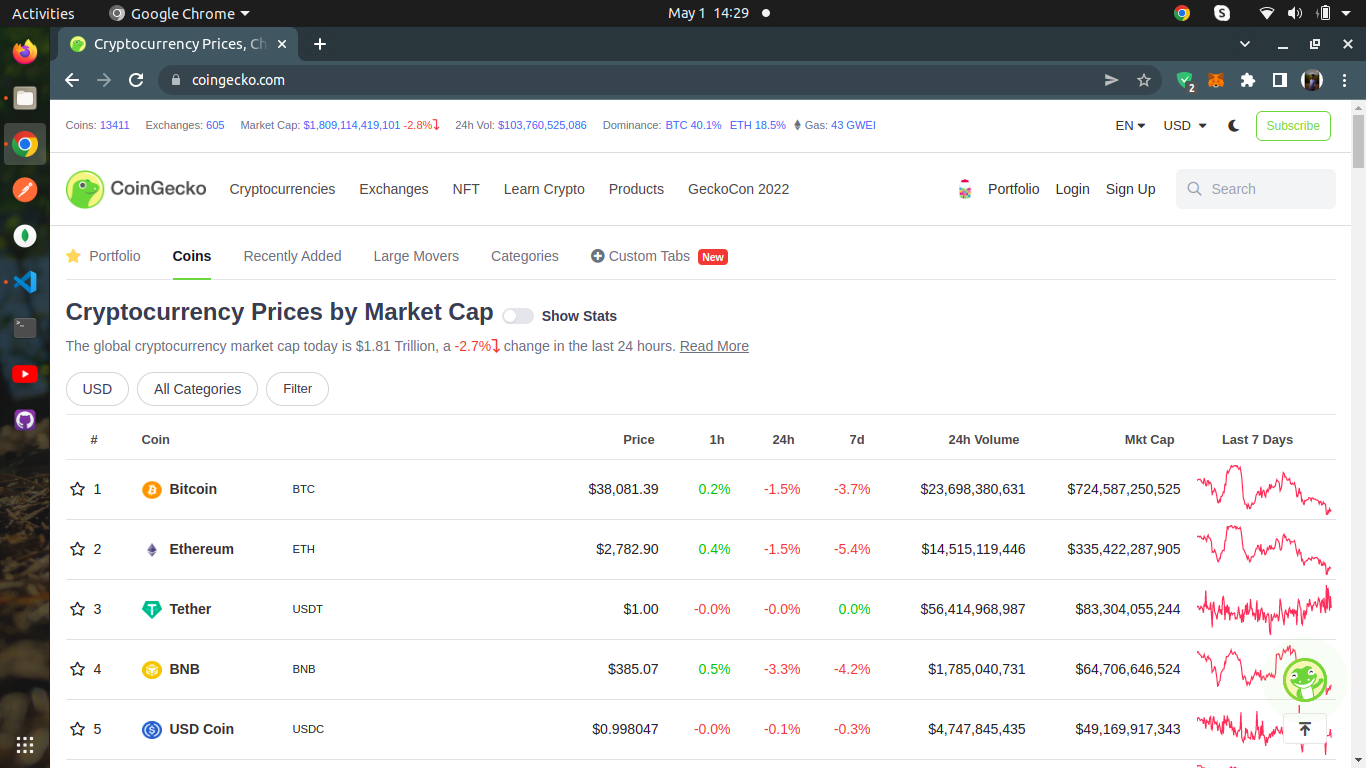 Activities Google Chrome May 1 14:29
Cryptocurrency Prices, Ch
coingecko.com 2
Coins: 13411 Exchanges: 605 Market Cap: $1,809,114,419,101 -2.8% 24h Vol: $103,760,525,086 Dominance: BTC 40.1% ETH 18.5% Gas: 43 GWEI EN USD Subscribe
CoinGecko Cryptocurrencies Exchanges NFT Learn Crypto Products GeckoCon 2022 Portfolio Login Sign Up Search
Portfolio Coins Recently Added Large Movers Categories Custom Tabs New
Cryptocurrency Prices by Market Cap Show Stats
The global cryptocurrency market cap today is $1.81 Trillion, a -2.7% change in the last 24 hours. Read More
USD All Categories Filter
# Coin Price 1h 24h 7d 24h Volume Mkt Cap Last 7 Days
1 Bitcoin BTC $38,081.39 0.2% -1.5% -3.7% $23,698,380,631 $724,587,250,525
2 Ethereum ETH $2,782.90 0.4% -1.5% -5.4% $14,515,119,446 $335,422,287,905
3 Tether USDT $1.00 -0.0% -0.0% 0.0% $56,414,968,987 $83,304,055,244
4 BNB BNB $385.07 0.5% -3.3% -4.2% $1,785,040,731 $64,706,646,524
5 USD Coin USDC $0.998047 -0.0% -0.1% -0.3% $4,747,845,435 $49,169,917,343